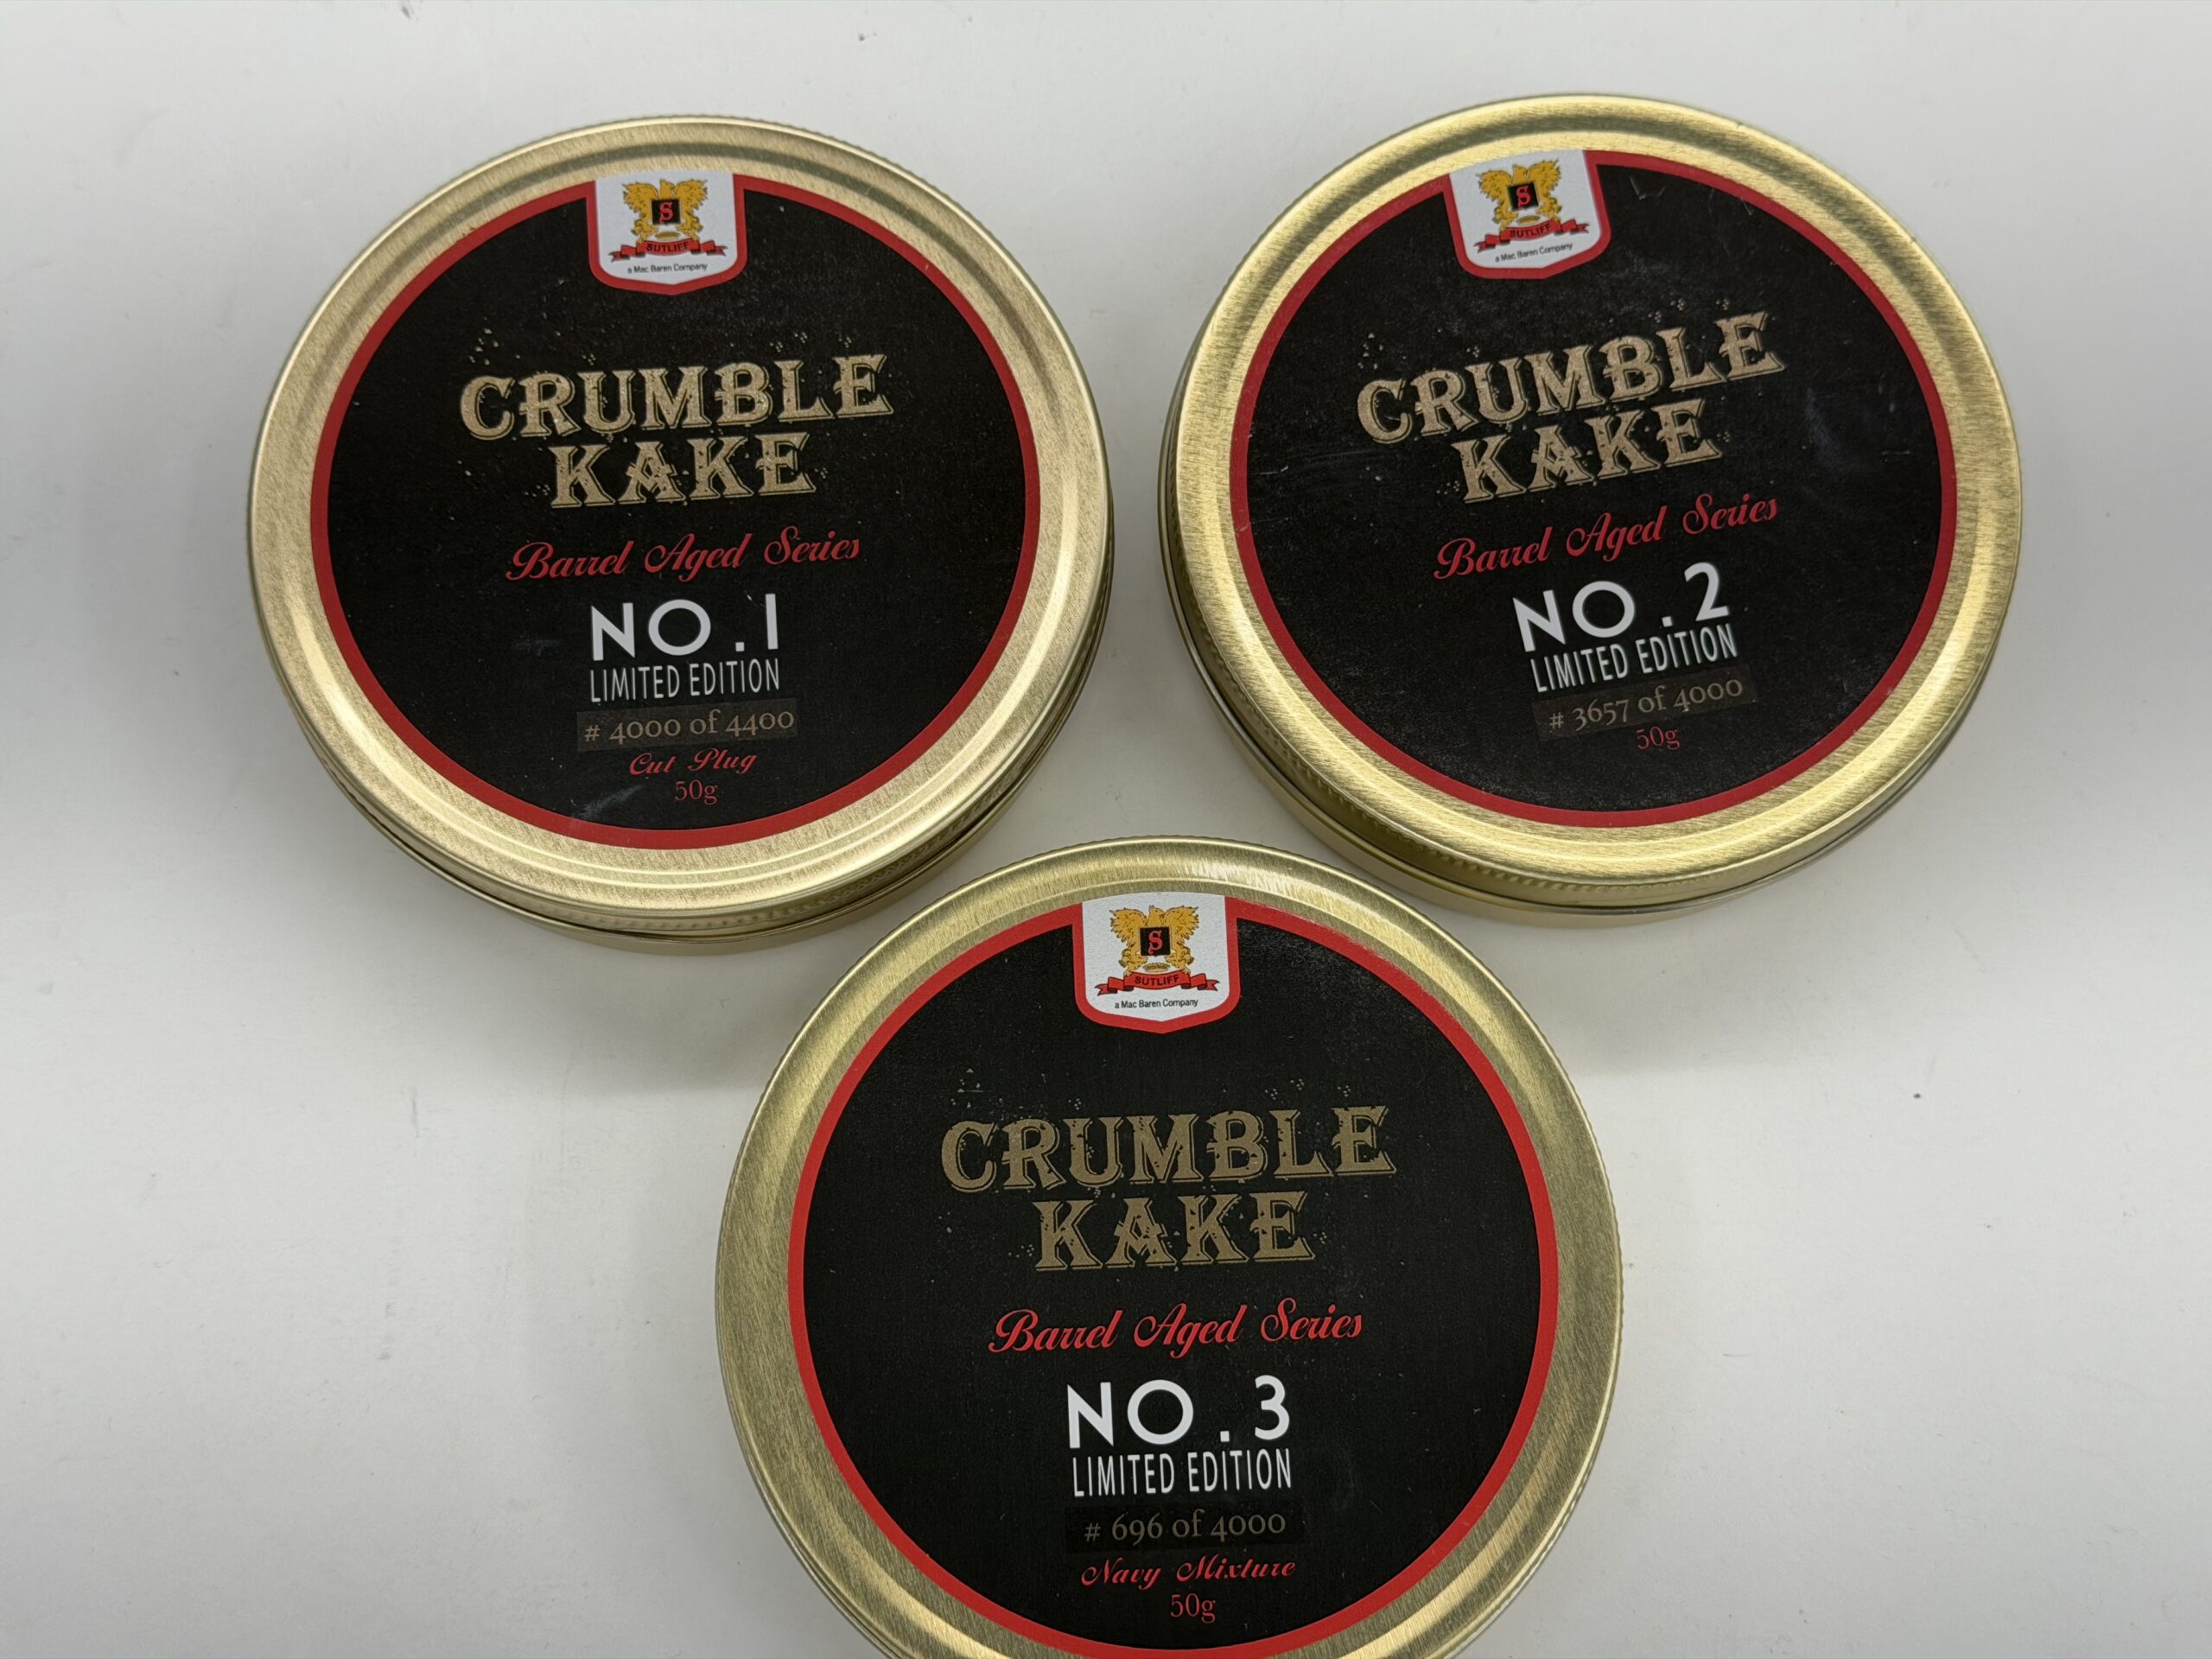 S
SUTLIFF
a Mac Baren Company
CRUMBLE
KAKE
Barrel Aged Series
NO.1
LIMITED EDITION
# 4000 of 4400
Cut Plug
50g
S
SUTLIFF
a Mac Baren Company
CRUMBLE
KAKE
Barrel Aged Series
NO.2
LIMITED EDITION
# 3657 of 4000
50g
S
SUTLIFF
a Mac Baren Company
CRUMBLE
KAKE
Barrel Aged Series
NO.3
LIMITED EDITION
# 696 of 4000
Navy Mixture
50g